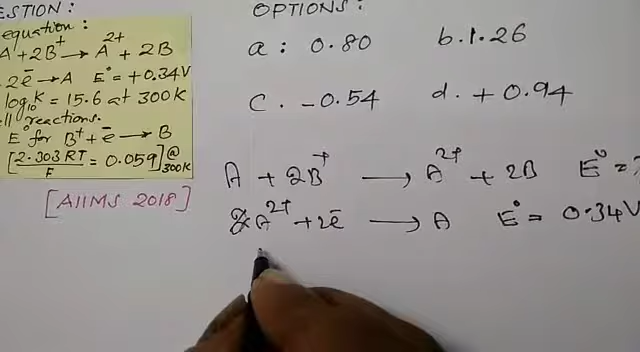 ESTION:
equation:
A+2B⁺ → A²⁺ + 2B
2ē → A E° = +0.34V
log₁₀K = 15.6 at 300K
ll reactions.
E° for B⁺ + ē → B
[2.303RT/F = 0.059]@300K
[AIIMS 2018]
OPTIONS:
a: 0.80 b. 1.26
c. -0.54 d. +0.94
A + 2B⁺ → A²⁺ + 2B E° = ?
A²⁺ + 2ē → A E° = 0.34V